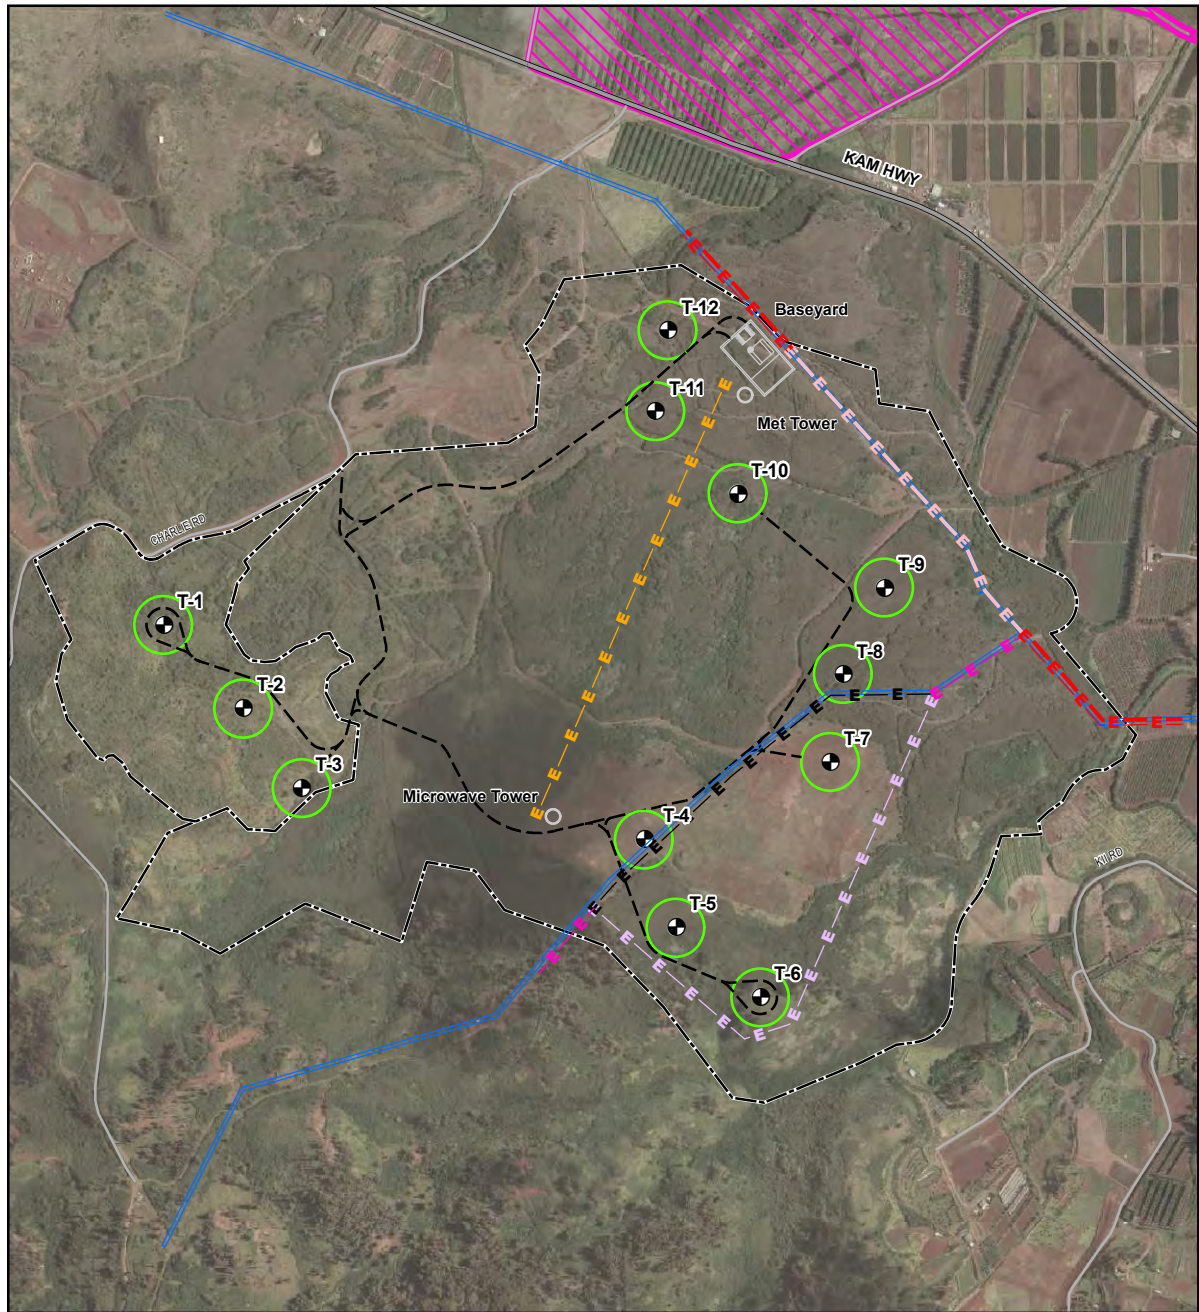 KAM HWY
T-12
Baseyard
T-11
Met Tower
T-10
CHARLIE RD
T-9
T-1
T-8
T-2
T-7
T-3
Microwave Tower
T-4
KII RD
T-5
T-6